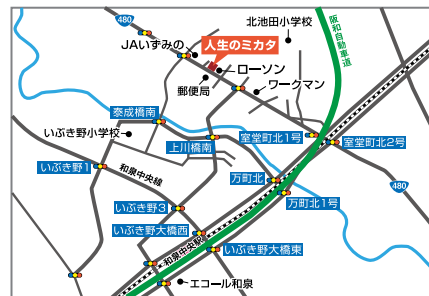 480
北池田小学校
阪和自動車道
JAいずみの
人生のミカタ
ローソン
郵便局
ワークマン
泰成橋南
いぶき野小学校
上川橋南
室堂町北1号
室堂町北2号
いぶき野1
和泉中央線
万町北
480
万町北1号
いぶき野3
いぶき野大橋西
和泉中央駅
いぶき野大橋東
エコール和泉